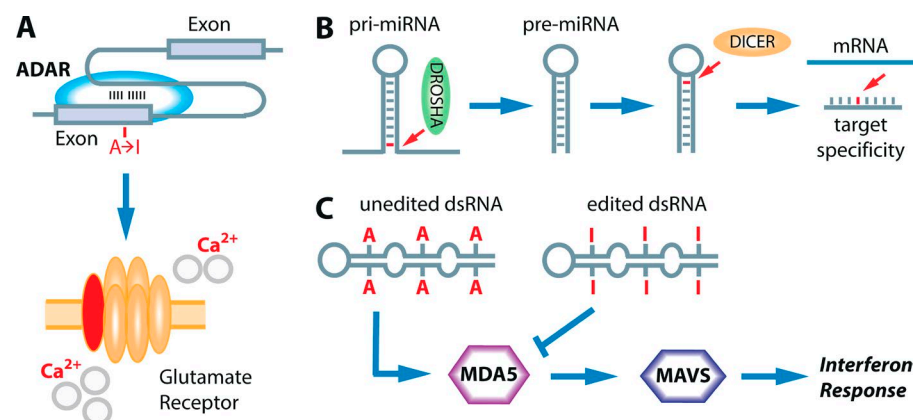 A
Exon
ADAR
Exon
A→I
Ca2+
Ca2+
Glutamate
Receptor
B
pri-miRNA
pre-miRNA
DROSHA
DICER
mRNA
target
specificity
C
unedited dsRNA
edited dsRNA
A A A
I I I
A A A
I I I
MDA5
MAVS
Interferon
Response